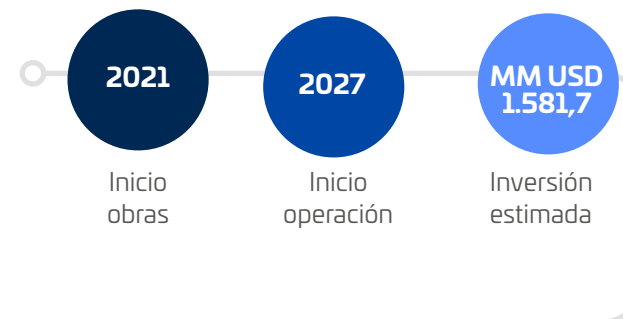 2021
2027
MM USD
1.581,7
Inicio
obras
Inicio
operación
Inversión
estimada